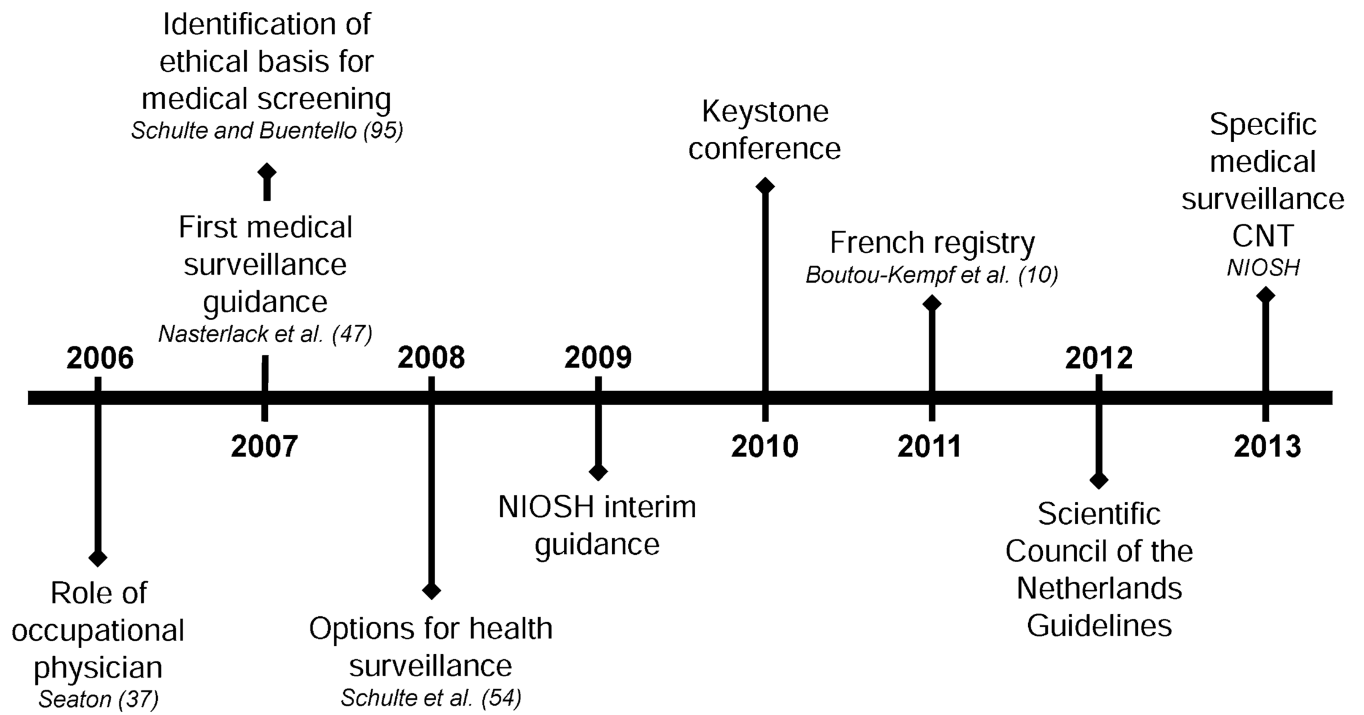 Identification of
ethical basis for
medical screening
Schulte and Buentello (95)
First medical
surveillance
guidance
Nasterlack et al. (47)
Keystone
conference
French registry
Boutou-Kempf et al. (10)
Specific
medical
surveillance
CNT
NIOSH
2006
2008
2009
2012
2007
2010
2011
2013
Role of
occupational
physician
Seaton (37)
Options for health
surveillance
Schulte et al. (54)
NIOSH interim
guidance
Scientific
Council of the
Netherlands
Guidelines